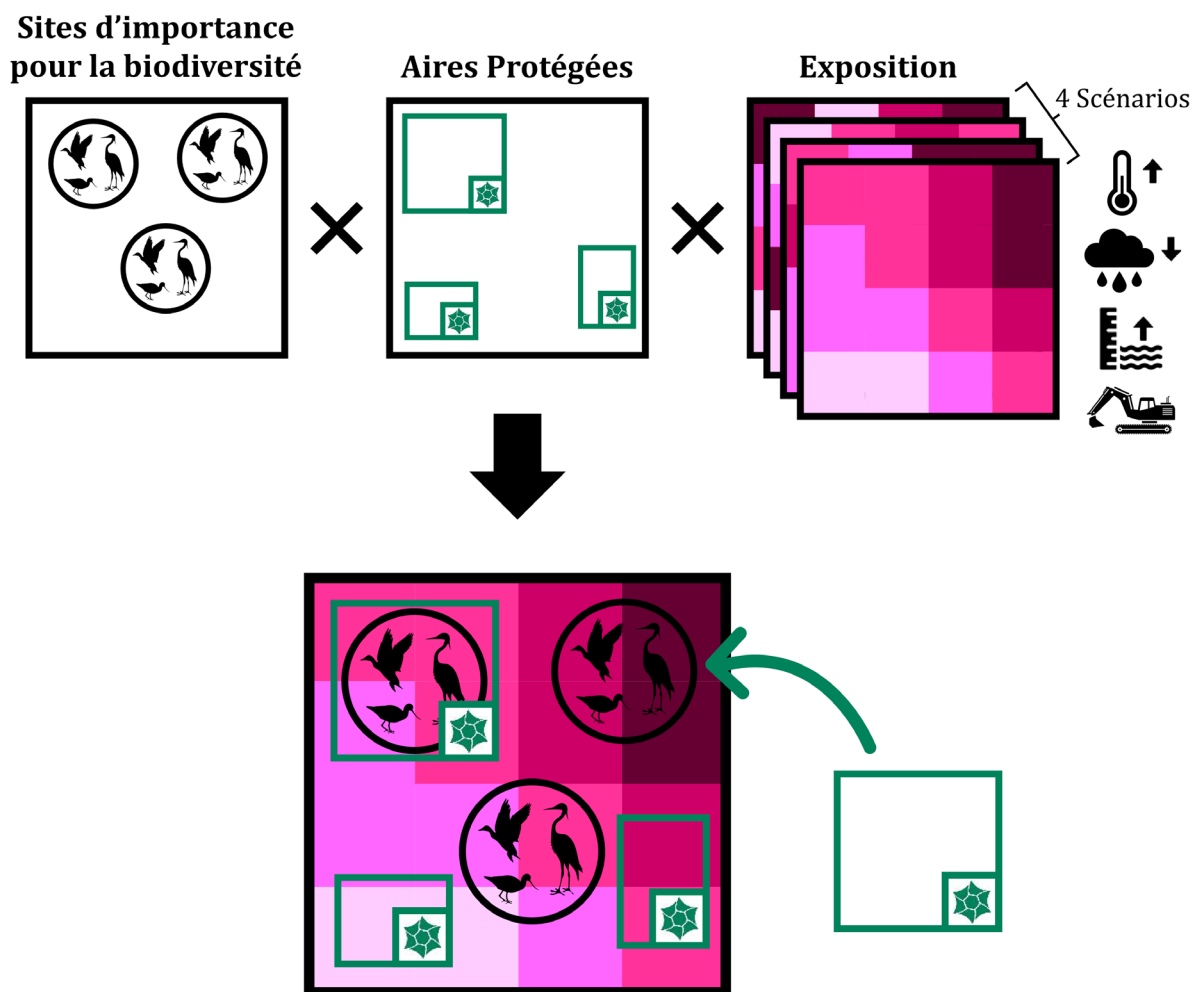 Sites d’importance
pour la biodiversité
Aires Protégées
Exposition
4 Scénarios